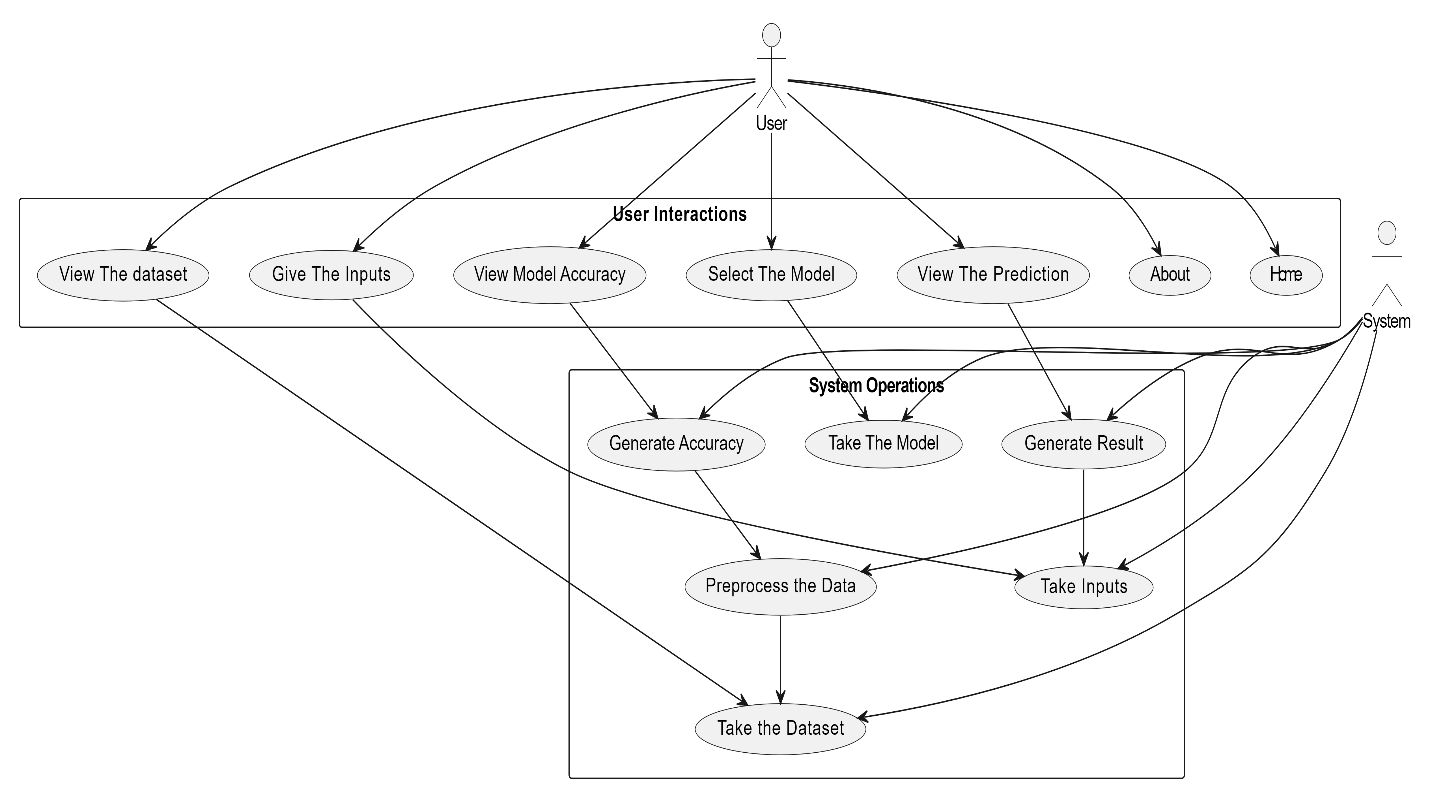 User
User Interactions
View The dataset
Give The Inputs
View Model Accuracy
Select The Model
View The Prediction
About
Home
System
System Operations
Generate Accuracy
Take The Model
Generate Result
Preprocess the Data
Take Inputs
Take the Dataset